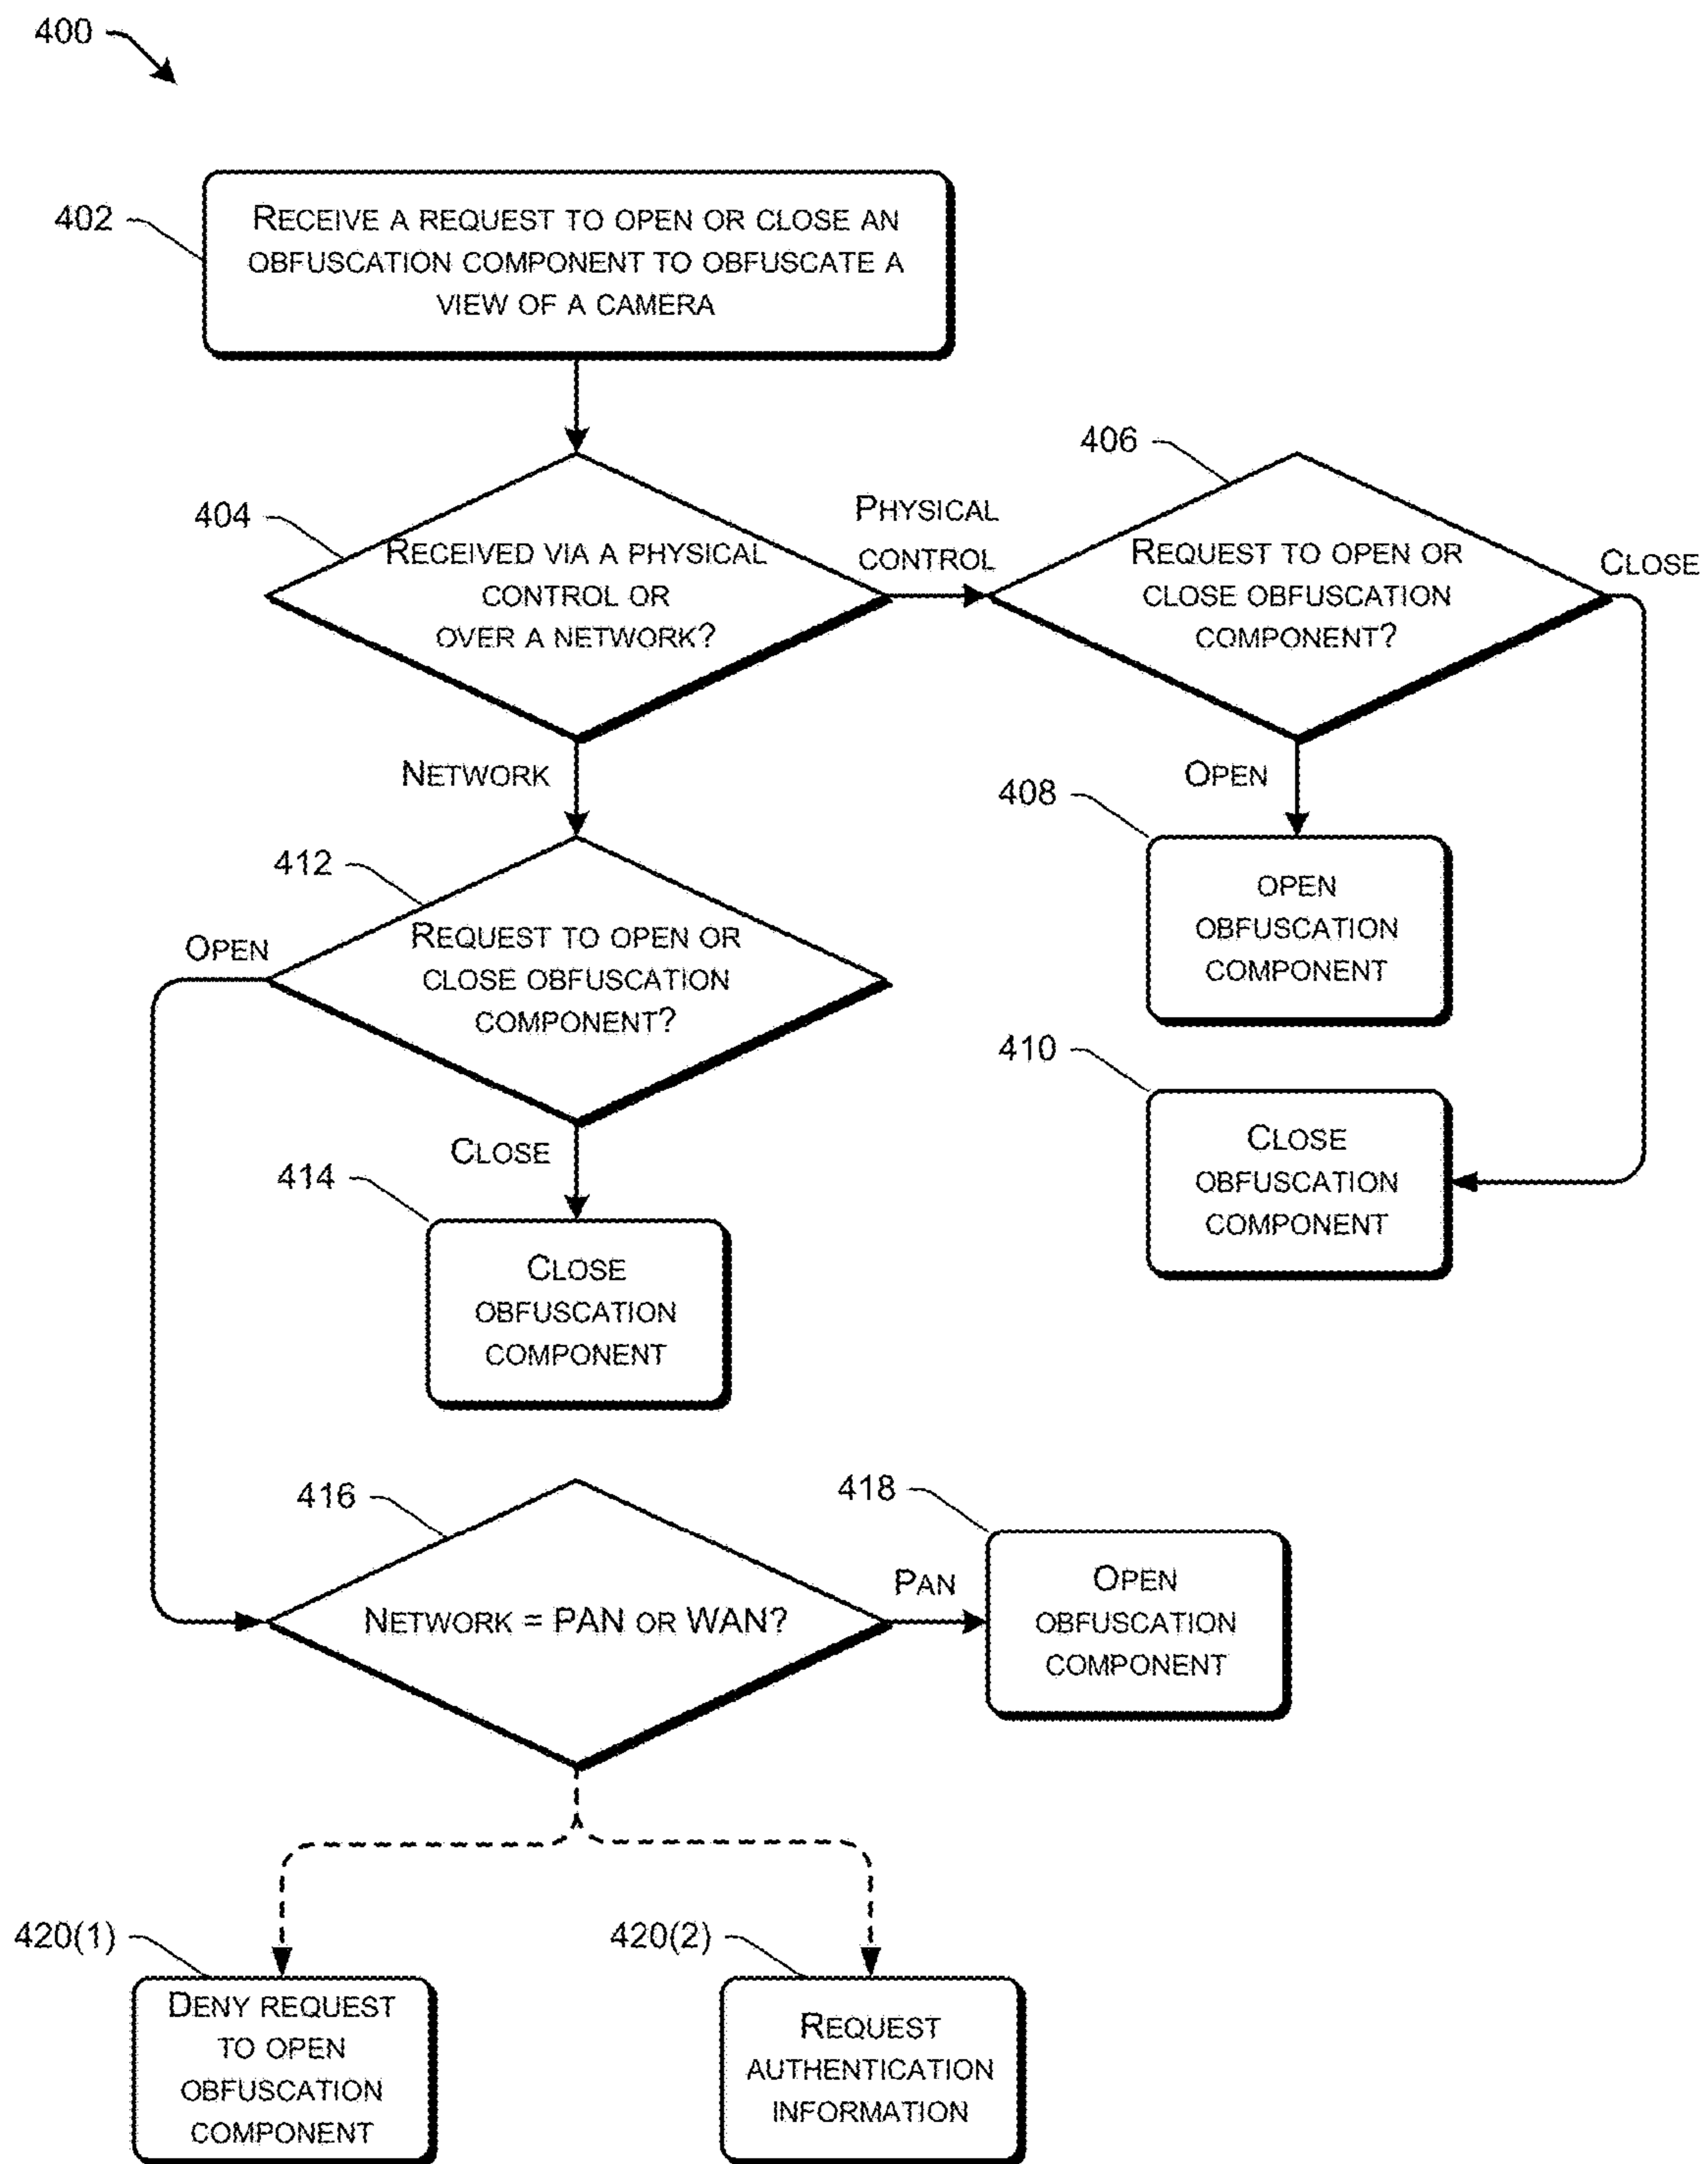 400
402
RECEIVE A REQUEST TO OPEN OR CLOSE AN
OBFUSCATION COMPONENT TO OBFUSCATE A
VIEW OF A CAMERA
404
RECEIVED VIA A PHYSICAL
CONTROL OR
OVER A NETWORK?
PHYSICAL
CONTROL
406
REQUEST TO OPEN OR
CLOSE OBFUSCATION
COMPONENT?
CLOSE
OPEN
408
OPEN
OBFUSCATION
COMPONENT
410
CLOSE
OBFUSCATION
COMPONENT
NETWORK
412
REQUEST TO OPEN OR
CLOSE OBFUSCATION
COMPONENT?
OPEN
CLOSE
414
CLOSE
OBFUSCATION
COMPONENT
416
NETWORK = PAN OR WAN?
PAN
418
OPEN
OBFUSCATION
COMPONENT
420(1)
DENY REQUEST
TO OPEN
OBFUSCATION
COMPONENT
420(2)
REQUEST
AUTHENTICATION
INFORMATION